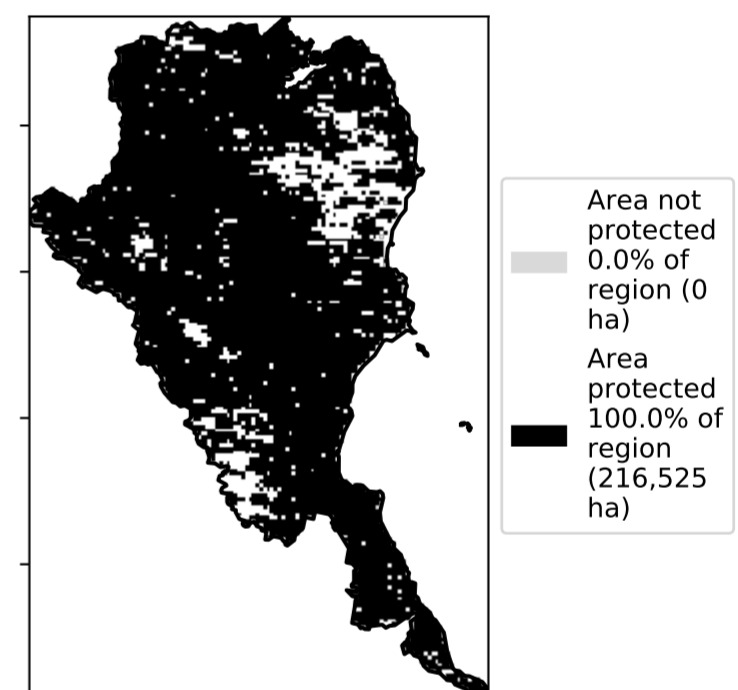 Area not
protected
0.0% of
region (0
ha)
Area
protected
100.0% of
region
(216,525
ha)